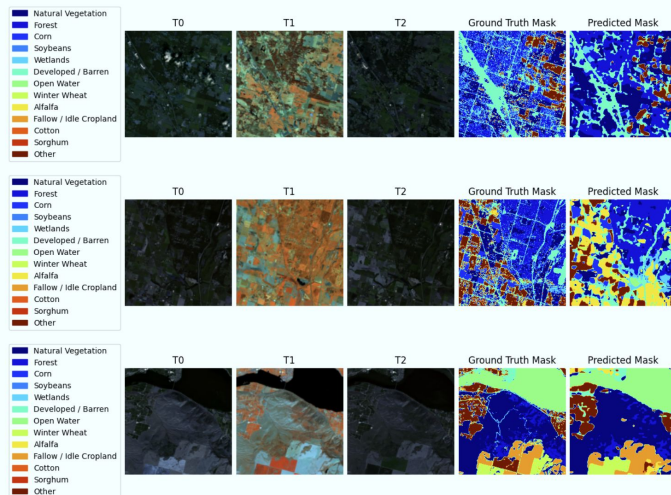 T0 T1 T2 Ground Truth Mask Predicted Mask
Natural Vegetation
Forest
Corn
Soybeans
Wetlands
Developed / Barren
Open Water
Winter Wheat
Alfalfa
Fallow / Idle Cropland
Cotton
Sorghum
Other
T0 T1 T2 Ground Truth Mask Predicted Mask
Natural Vegetation
Forest
Corn
Soybeans
Wetlands
Developed / Barren
Open Water
Winter Wheat
Alfalfa
Fallow / Idle Cropland
Cotton
Sorghum
Other
T0 T1 T2 Ground Truth Mask Predicted Mask
Natural Vegetation
Forest
Corn
Soybeans
Wetlands
Developed / Barren
Open Water
Winter Wheat
Alfalfa
Fallow / Idle Cropland
Cotton
Sorghum
Other